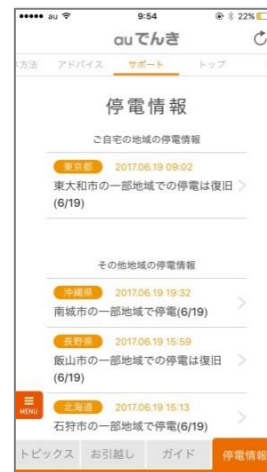 au 9:54 22%
auでんき
方法 アドバイス サポート トップ
停電情報
ご自宅の地域の停電情報
東京都 2017.06.19 09:02
東大和市の一部地域での停電は復旧
(6/19)
その他地域の停電情報
沖縄県 2017.06.19 19:32
南城市の一部地域で停電(6/19)
長野県 2017.06.19 15:59
飯山市の一部地域での停電は復旧
(6/19)
北海道 2017.06.19 15:13
石狩市の一部地域で停電(6/19)
MENU
トピックス お引越し ガイド 停電情報